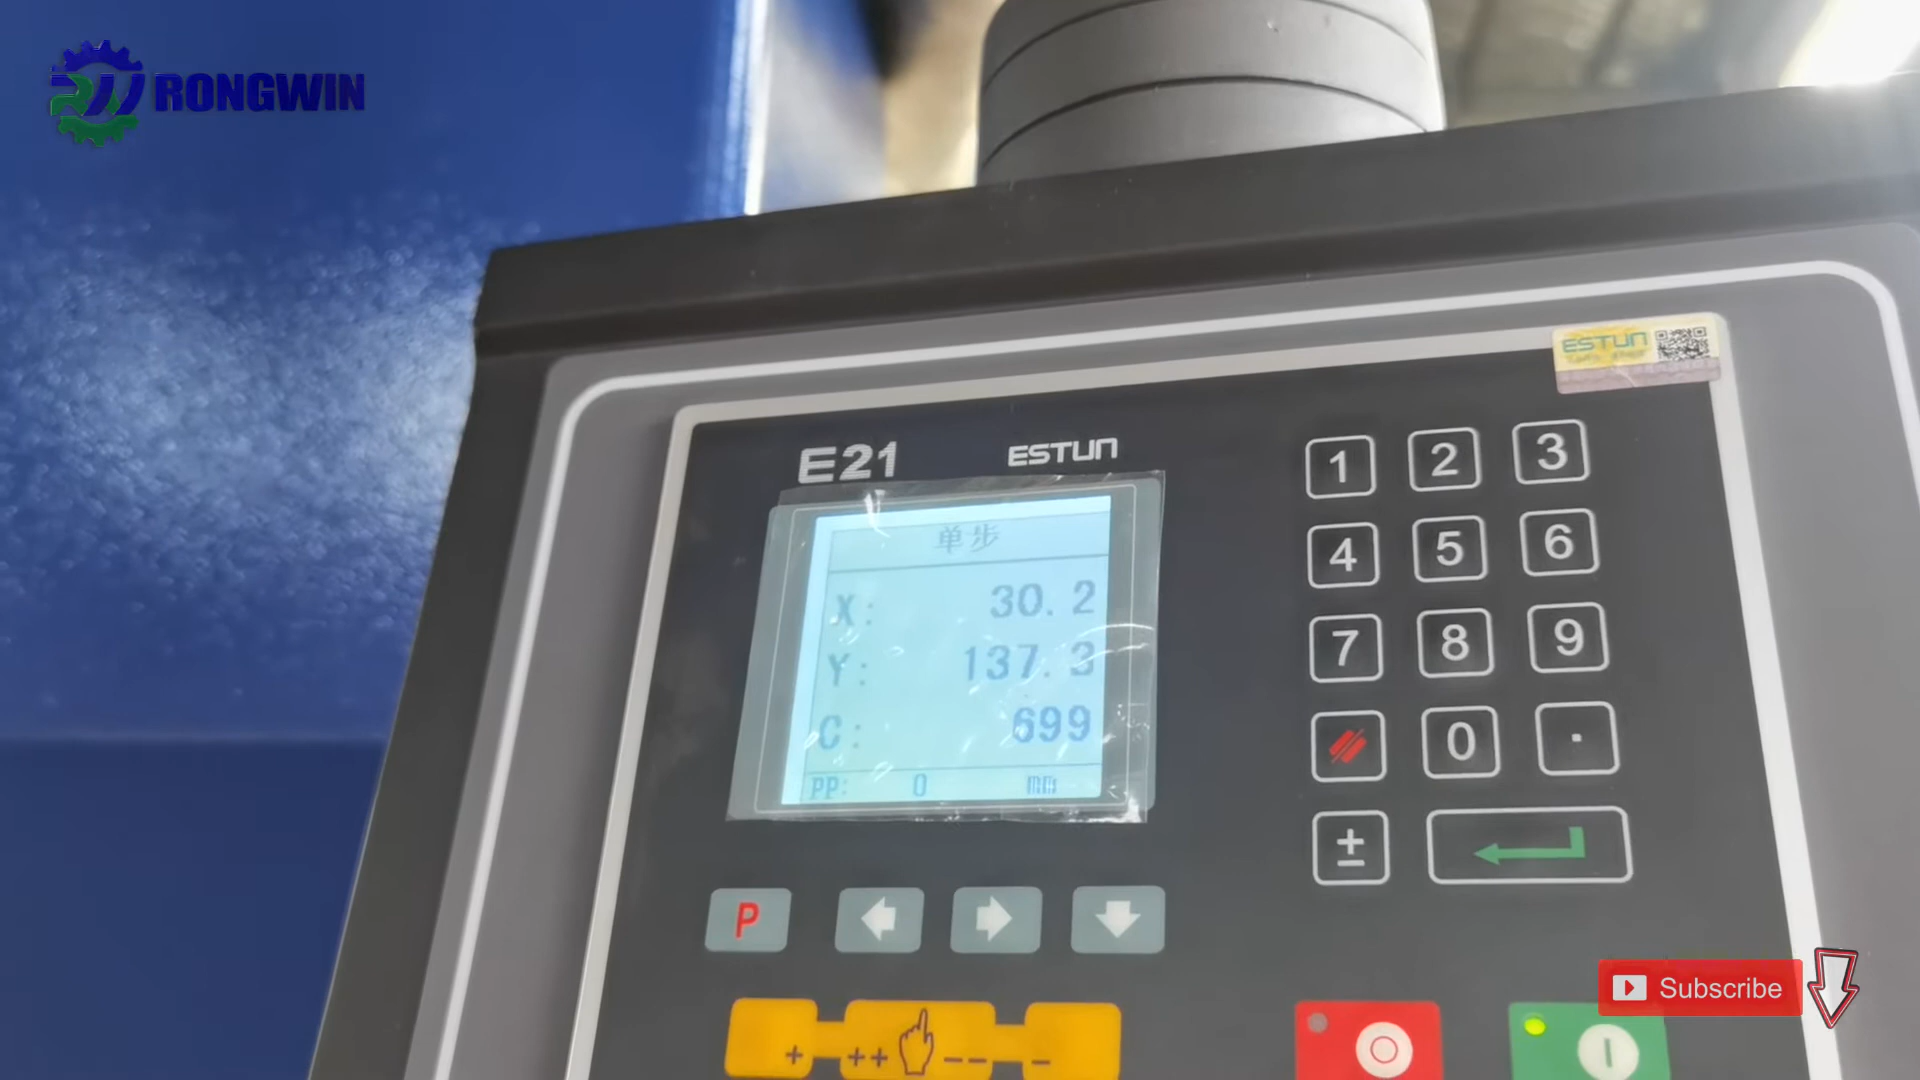 RONGWIN
ESTUN
E21
ESTUN
单步
X: 30.2
Y: 137.3
C: 699
PP: 0 mm
1 2 3
4 5 6
7 8 9
0 .
±
P
+ ++ -- -
Subscribe